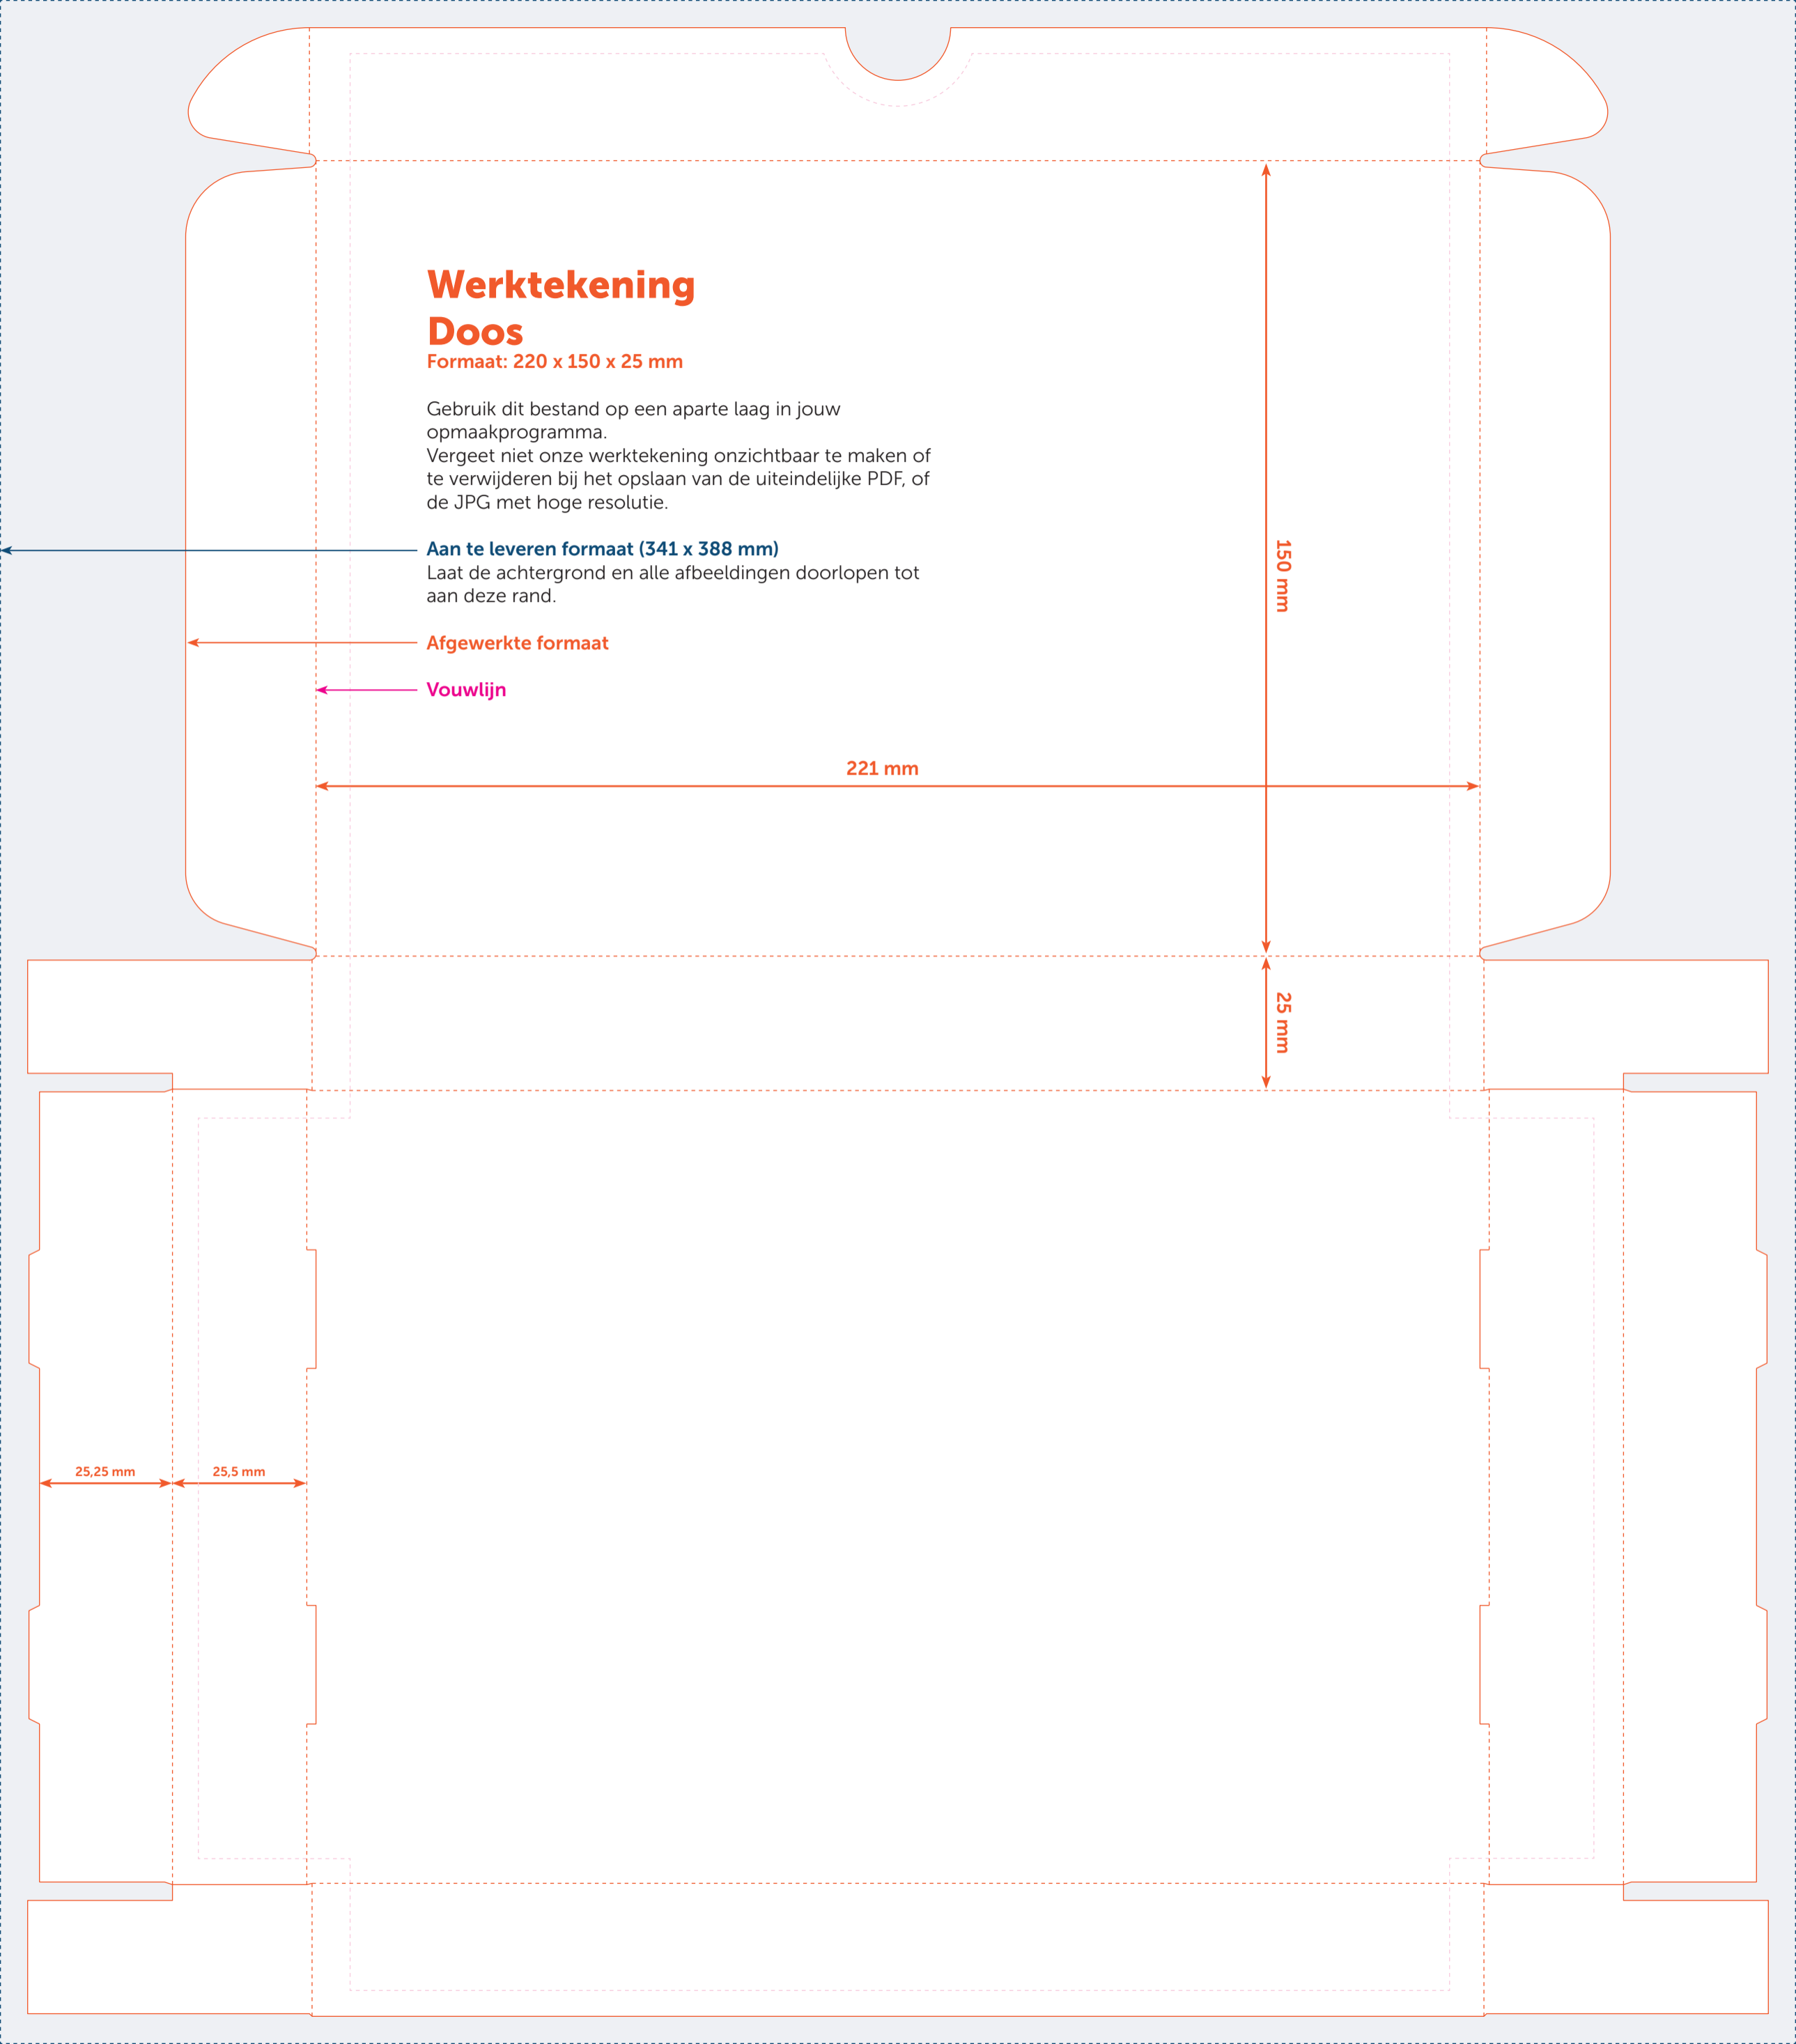 Werktekening
Doos
Formaat: 220 x 150 x 25 mm
Gebruik dit bestand op een aparte laag in jouw
opmaakprogramma.
Vergeet niet onze werktekening onzichtbaar te maken of
te verwijderen bij het opslaan van de uiteindelijke PDF, of
de JPG met hoge resolutie.
Aan te leveren formaat (341 x 388 mm)
Laat de achtergrond en alle afbeeldingen doorlopen tot
aan deze rand.
Afgewerkte formaat
Vouwlijn
150 mm
221 mm
25 mm
25,25 mm
25,5 mm